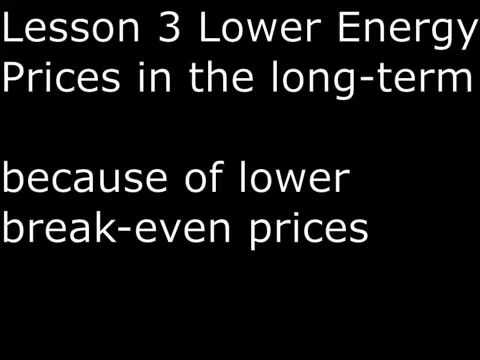 Lesson 3 Lower Energy
Prices in the long-term
because of lower
break-even prices